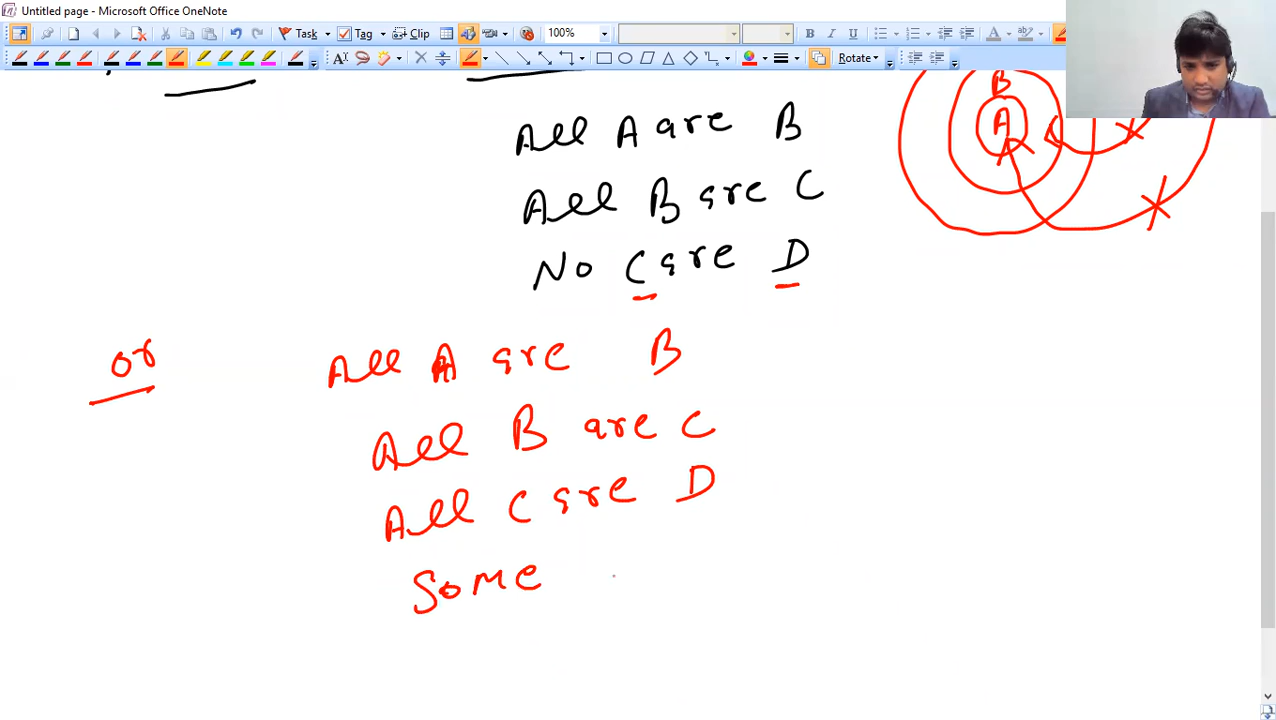 Untitled page - Microsoft Office OneNote
Task Tag Clip 100% B I U ab A
A Rotate
All A are B
All B are C
No C are D
B
A
or
All A are B
All B are C
All C are D
Some